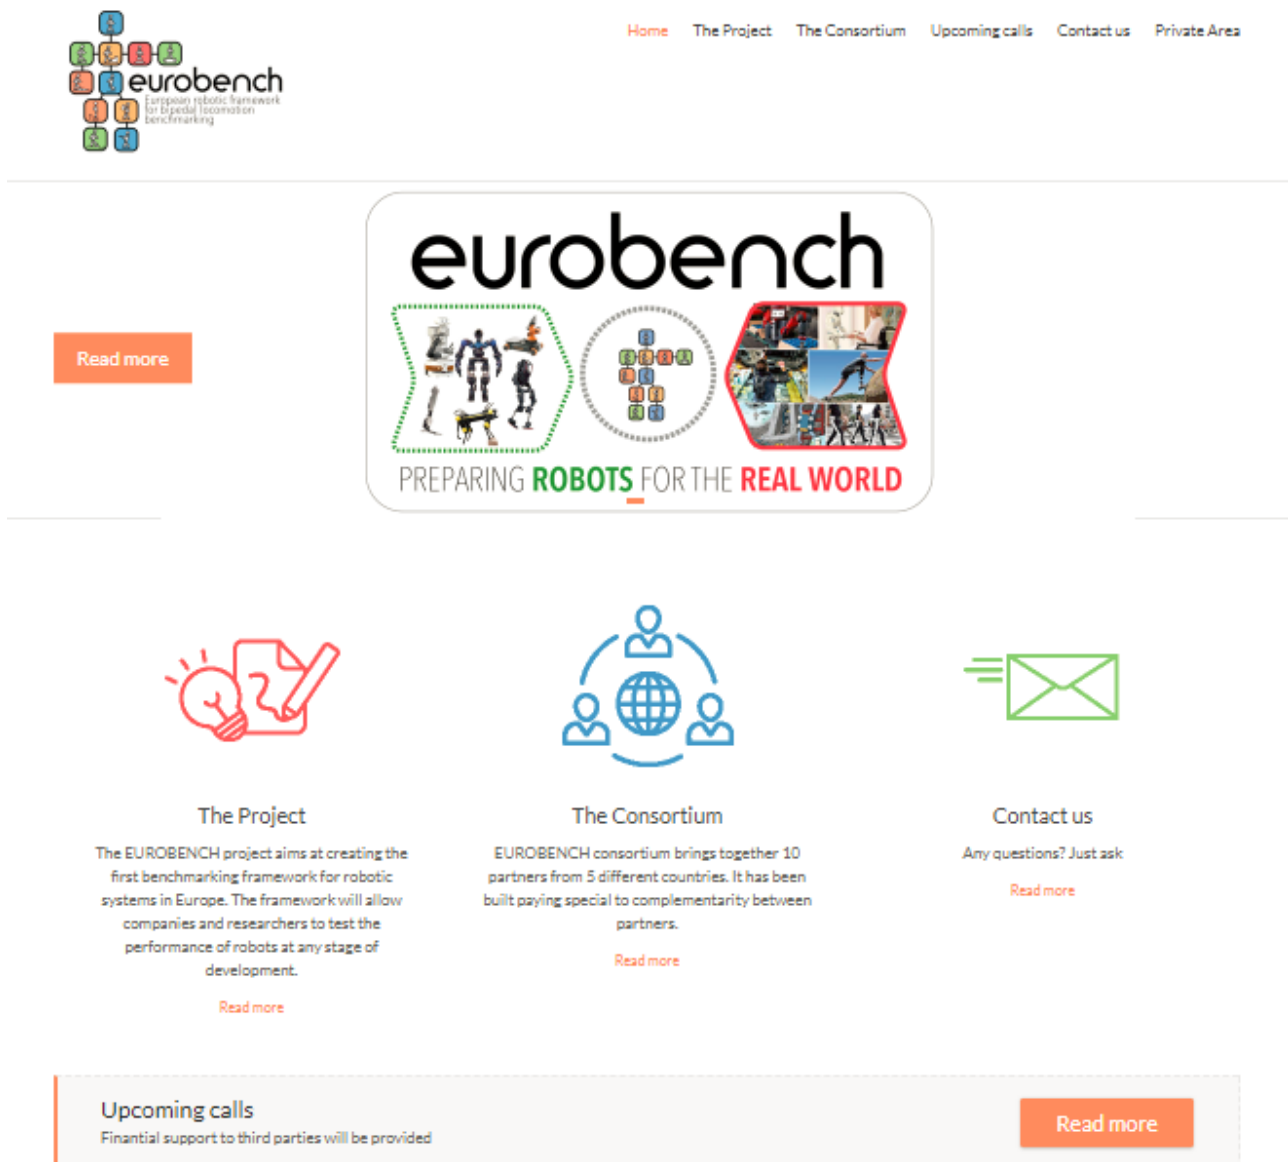 Home The Project The Consortium Upcoming calls Contact us Private Area
eurobench
European robotic framework
for bipedal locomotion
benchmarking
eurobench
Read more
PREPARING ROBOTS FOR THE REAL WORLD
The Project
The EUROBENCH project aims at creating the
first benchmarking framework for robotic
systems in Europe. The framework will allow
companies and researchers to test the
performance of robots at any stage of
development.
Read more
The Consortium
EUROBENCH consortium brings together 10
partners from 5 different countries. It has been
built paying special to complementarity between
partners.
Read more
Contact us
Any questions? Just ask
Read more
Upcoming calls
Finantial support to third parties will be provided
Read more